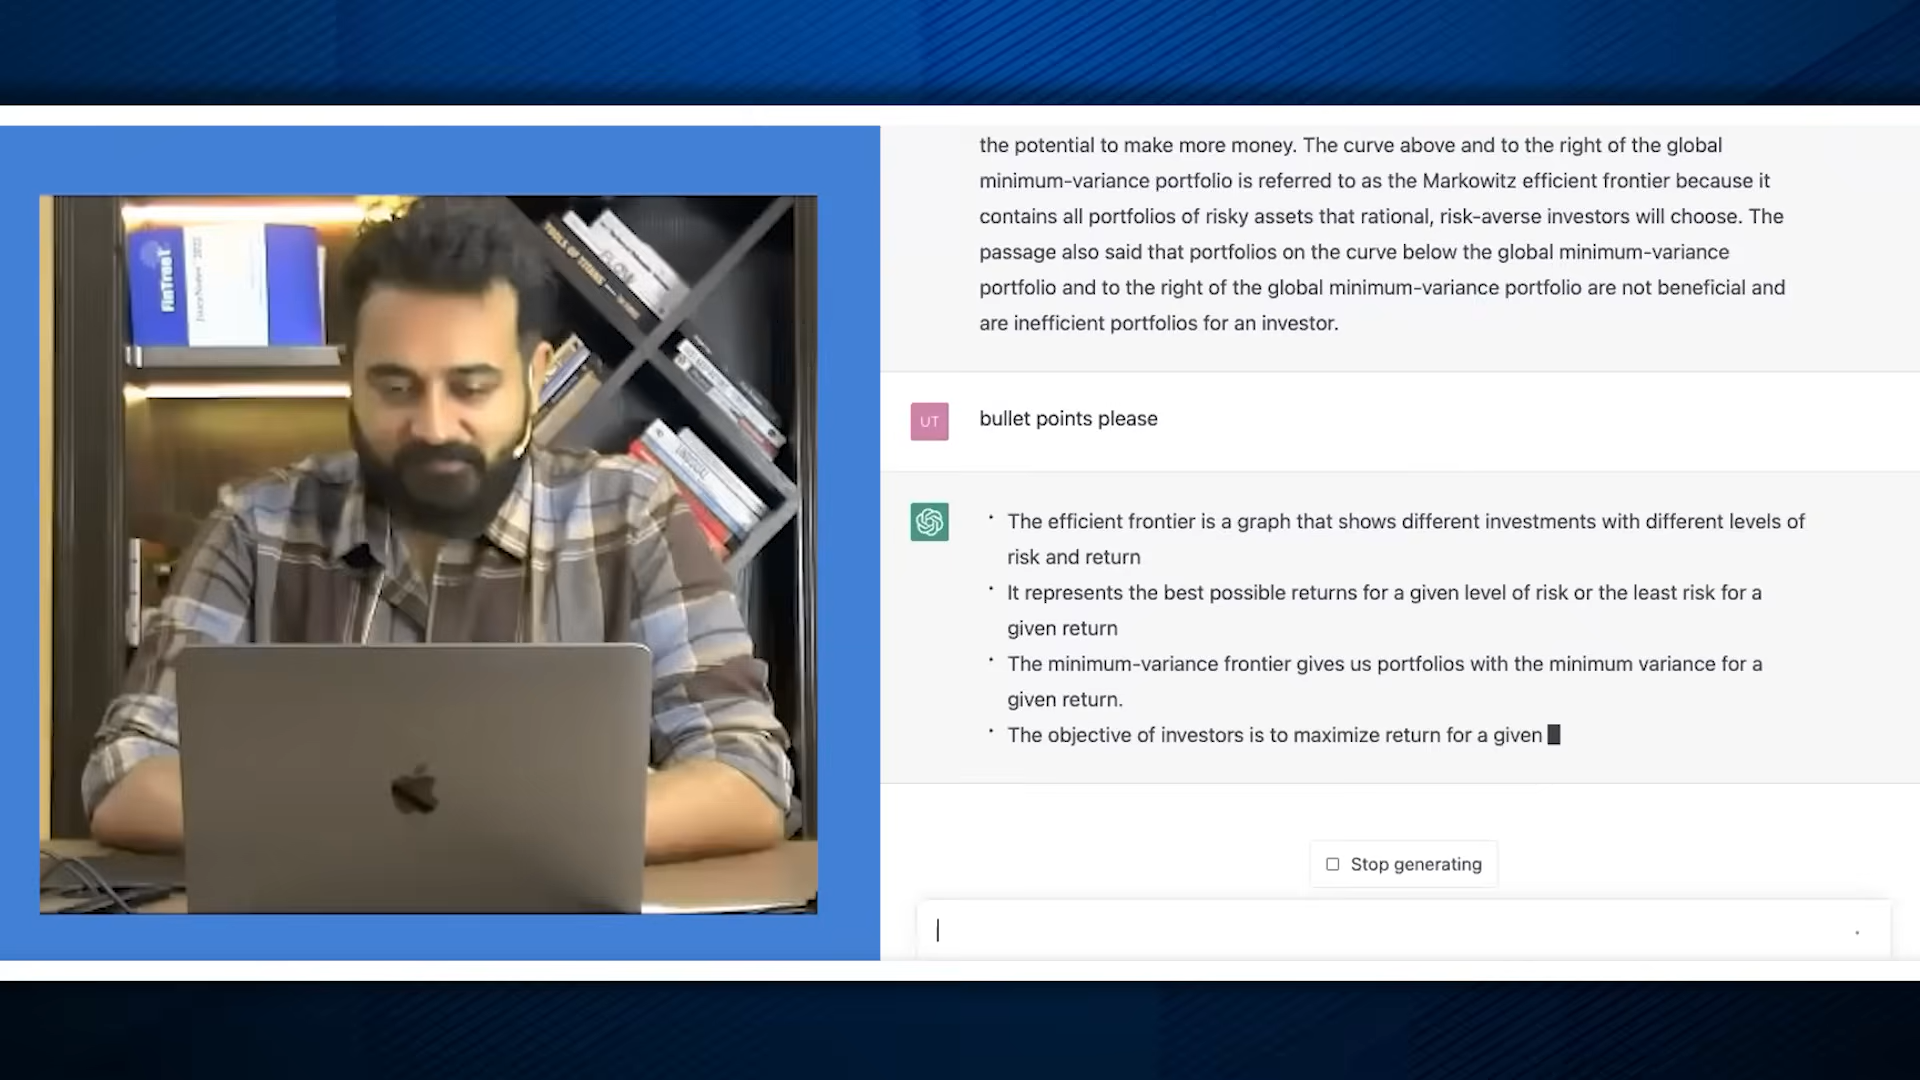 FinTreeT
TOOLS OF TITANS
FLOW
UNUSUAL
the potential to make more money. The curve above and to the right of the global
minimum-variance portfolio is referred to as the Markowitz efficient frontier because it
contains all portfolios of risky assets that rational, risk-averse investors will choose. The
passage also said that portfolios on the curve below the global minimum-variance
portfolio and to the right of the global minimum-variance portfolio are not beneficial and
are inefficient portfolios for an investor.
UT
bullet points please
• The efficient frontier is a graph that shows different investments with different levels of
risk and return
• It represents the best possible returns for a given level of risk or the least risk for a
given return
• The minimum-variance frontier gives us portfolios with the minimum variance for a
given return.
• The objective of investors is to maximize return for a given
Stop generating